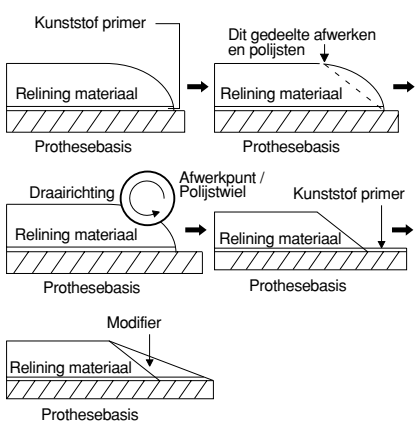 Kunststof primer
Relining materiaal
Prothesebasis
Dit gedeelte afwerken
en polijsten
Relining materiaal
Prothesebasis
Draairichting
Afwerkpunt /
Polijstwiel
Relining materiaal
Prothesebasis
Kunststof primer
Relining materiaal
Prothesebasis
Modifier
Relining materiaal
Prothesebasis